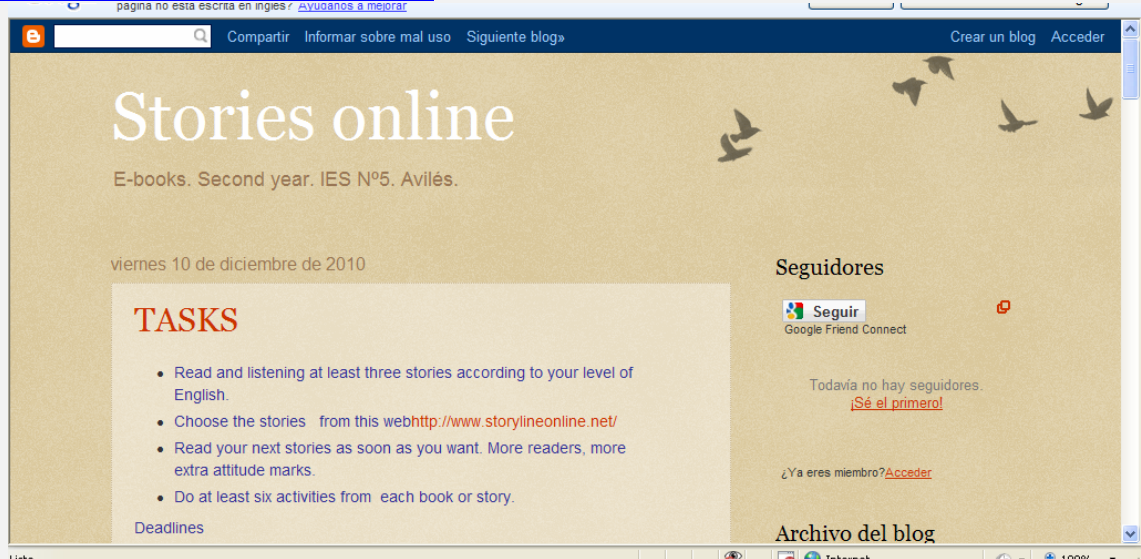 pagina no está escrita en inglés? Ayúdanos a mejorar
Compartir Informar sobre mal uso Siguiente blog» Crear un blog Acceder
Stories online
E-books. Second year. IES Nº5. Avilés.
viernes 10 de diciembre de 2010
TASKS
Read and listening at least three stories according to your level of
English.
Choose the stories from this webhttp://www.storylineonline.net/
Read your next stories as soon as you want. More readers, more
extra attitude marks.
Do at least six activities from each book or story.
Deadlines
Seguidores
Seguir
Google Friend Connect
Todavía no hay seguidores.
¡Sé el primero!
¿Ya eres miembro?Acceder
Archivo del blog
Listo Internet 100%